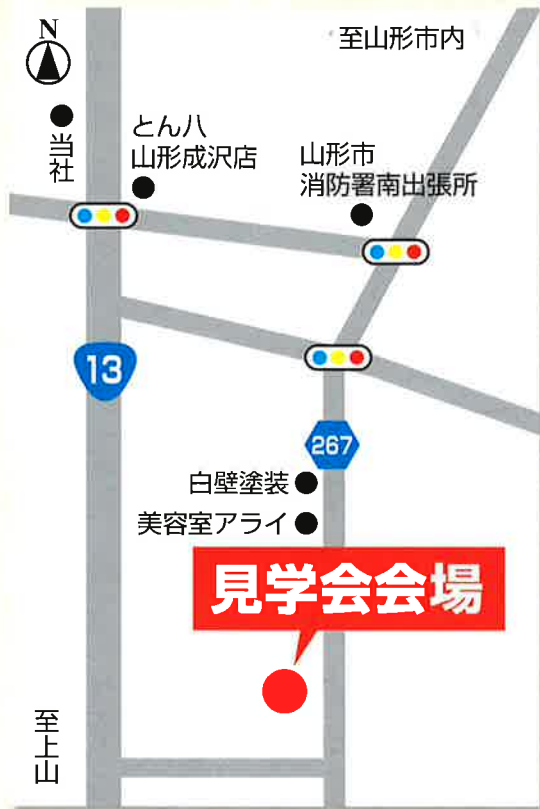 N
至山形市内
当社
とん八
山形成沢店
山形市
消防署南出張所
13
267
白壁塗装
美容室アライ
見学会会場
至上山